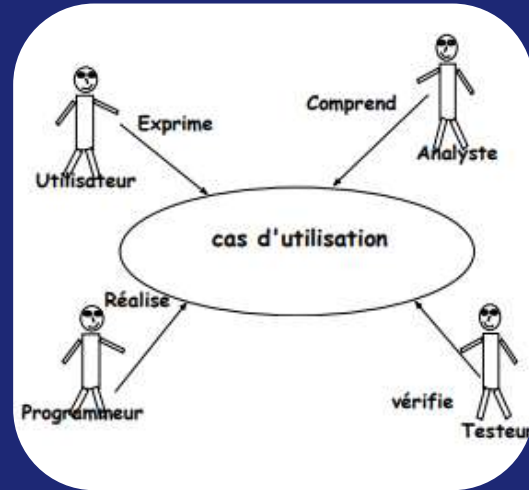 Comprend
Exprime
Analyste
Utilisateur
cas d'utilisation
Réalise
Programmeur
vérifie
Testeur